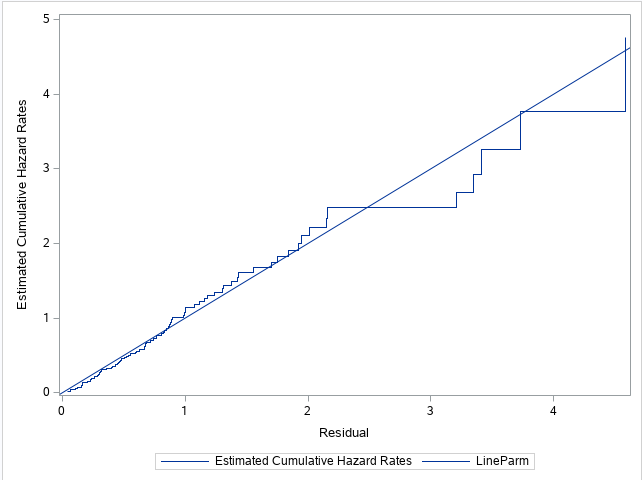 5
4
3
2
1
0
Estimated Cumulative Hazard Rates
0 1 2 3 4
Residual
Estimated Cumulative Hazard Rates LineParm